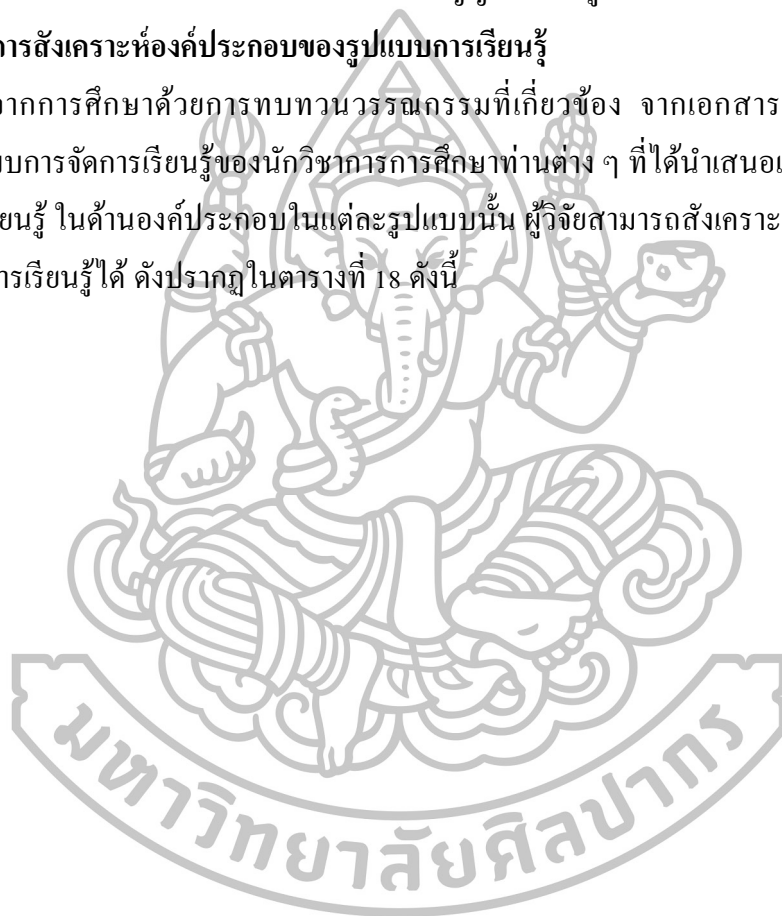 การสังเคราะห์องค์ประกอบของรูปแบบการเรียนรู้
จากการศึกษาด้วยการทบทวนวรรณกรรมที่เกี่ยวข้อง จากเอกสาร
บการจัดการเรียนรู้ของนักวิชาการการศึกษาท่านต่าง ๆ ที่ได้นำเสนอแ
ยนรู้ ในด้านองค์ประกอบในแต่ละรูปแบบนั้น ผู้วิจัยสามารถสังเคราะ
การเรียนรู้ได้ ดังปรากฏในตารางที่ 18 ดังนี้
มหาวิทยาลัยศิลปากร